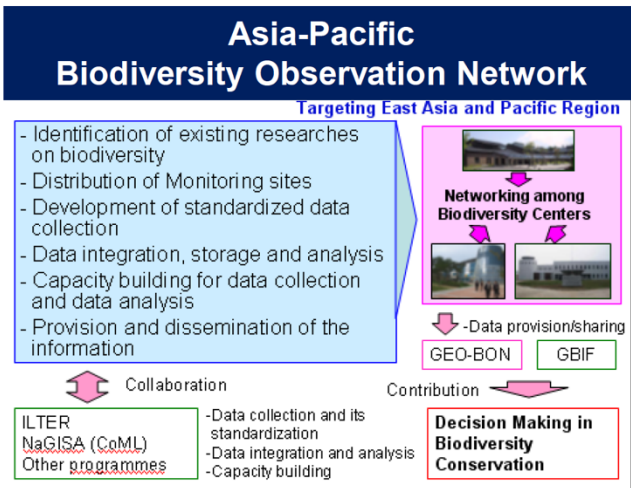 Asia-Pacific
Biodiversity Observation Network
Targeting East Asia and Pacific Region
- Identification of existing researches
on biodiversity
- Distribution of Monitoring sites
- Development of standardized data
collection
- Data integration, storage and analysis
- Capacity building for data collection
and data analysis
- Provision and dissemination of the
information
Networking among
Biodiversity Centers
-Data provision/sharing
GEO-BON
GBIF
Collaboration
Contribution
ILTER
NaGISA (CoML)
Other programmes
-Data collection and its
standardization
-Data integration and analysis
-Capacity building
Decision Making in
Biodiversity
Conservation